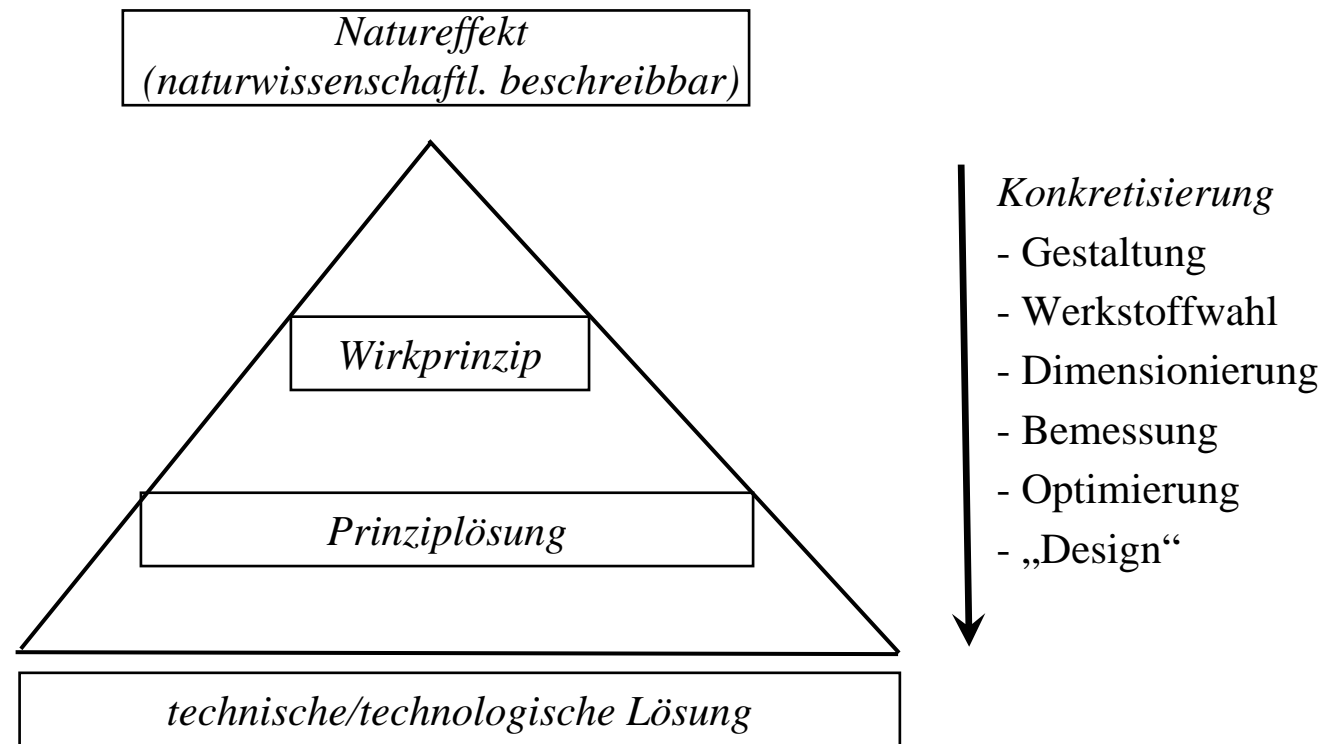 Natureffekt
(naturwissenschaftl. beschreibbar)
Konkretisierung
- Gestaltung
- Werkstoffwahl
- Dimensionierung
- Bemessung
- Optimierung
- „Design“
Wirkprinzip
Prinziplösung
technische/technologische Lösung